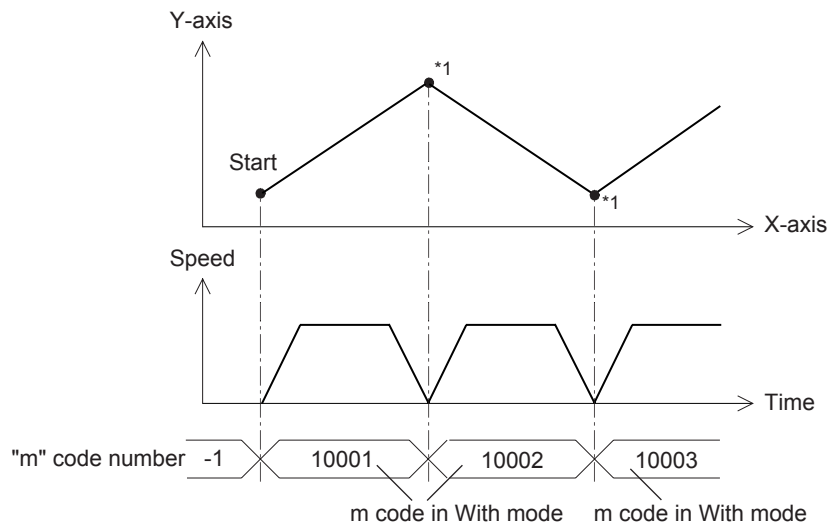 Y-axis
*1
Start
*1
X-axis
Speed
Time
"m" code number -1 10001 10002 10003
m code in With mode m code in With mode